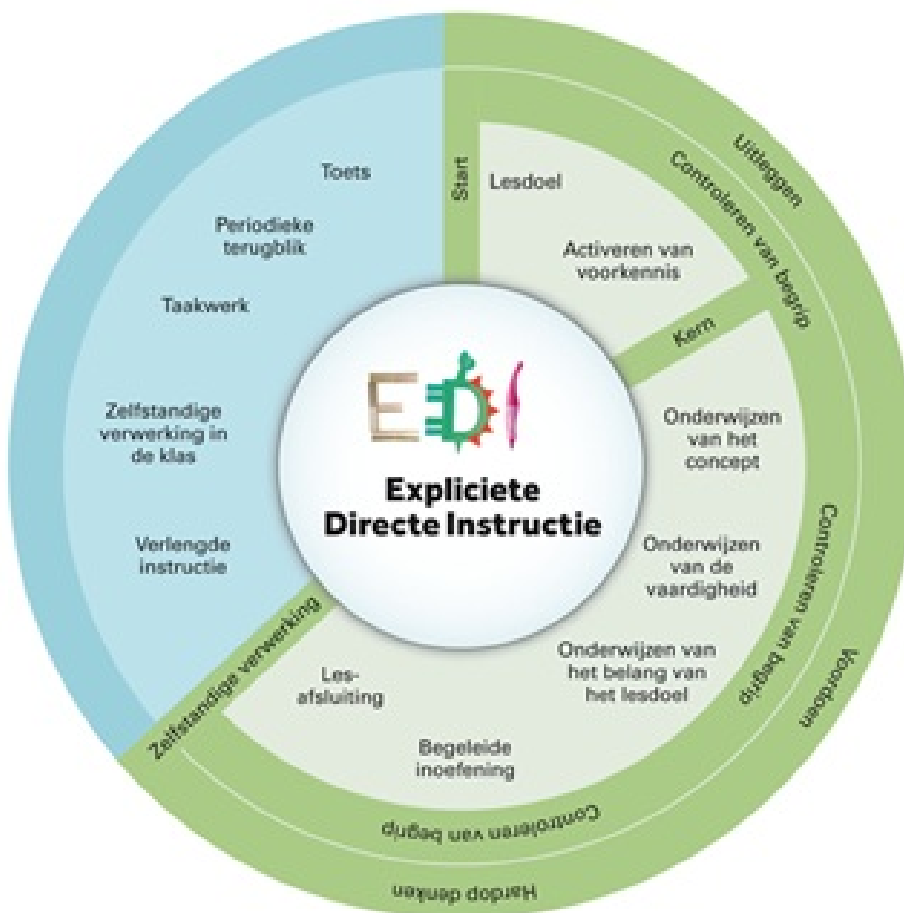 EDI
Expliciete
Directe Instructie
Start
Lesdoel
Activeren van
voorkennis
Uitleggen
Controleren van begrip
Kern
Onderwijzen
van het
concept
Onderwijzen
van de
vaardigheid
Onderwijzen van
het belang van
het lesdoel
Controleren van begrip
Voordoen
Begeleide
inoefening
Les-
afsluiting
Controleren van begrip
Hardop denken
Zelfstandige verwerking
Verlengde
instructie
Zelfstandige
verwerking in
de klas
Taakwerk
Periodieke
terugblik
Toets